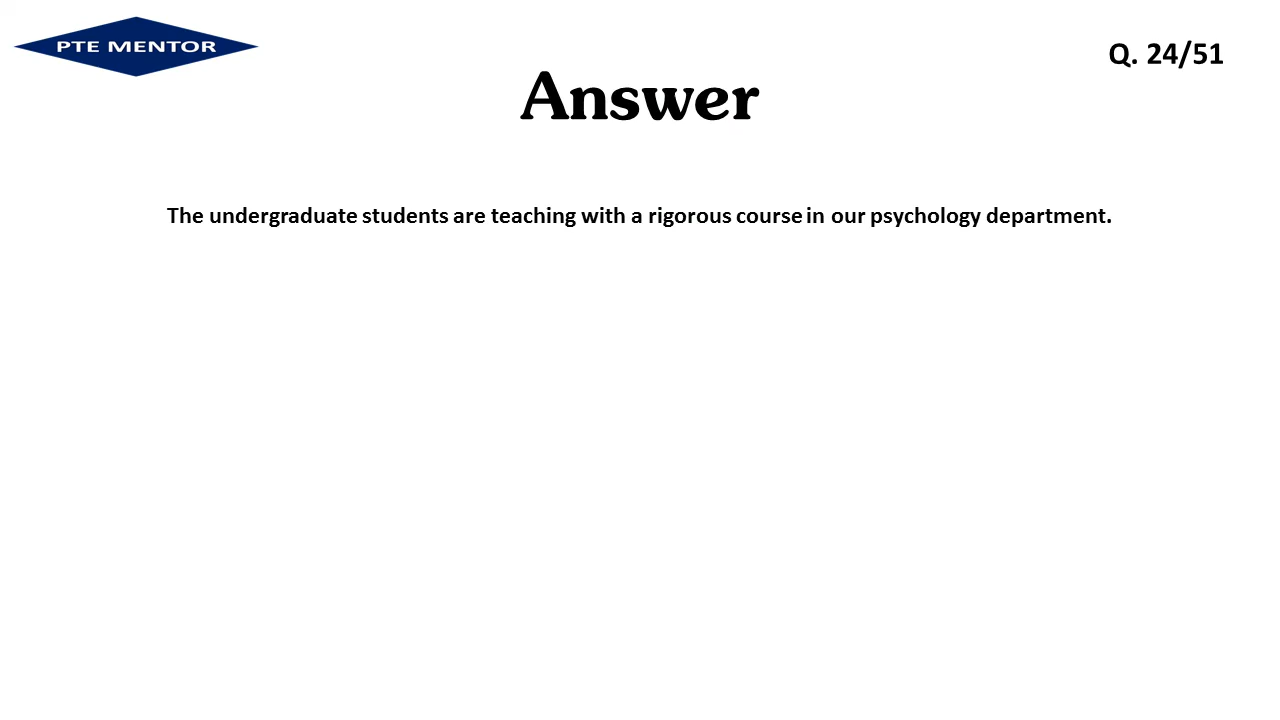 PTE MENTOR
Q. 24/51
Answer
The undergraduate students are teaching with a rigorous course in our psychology department.